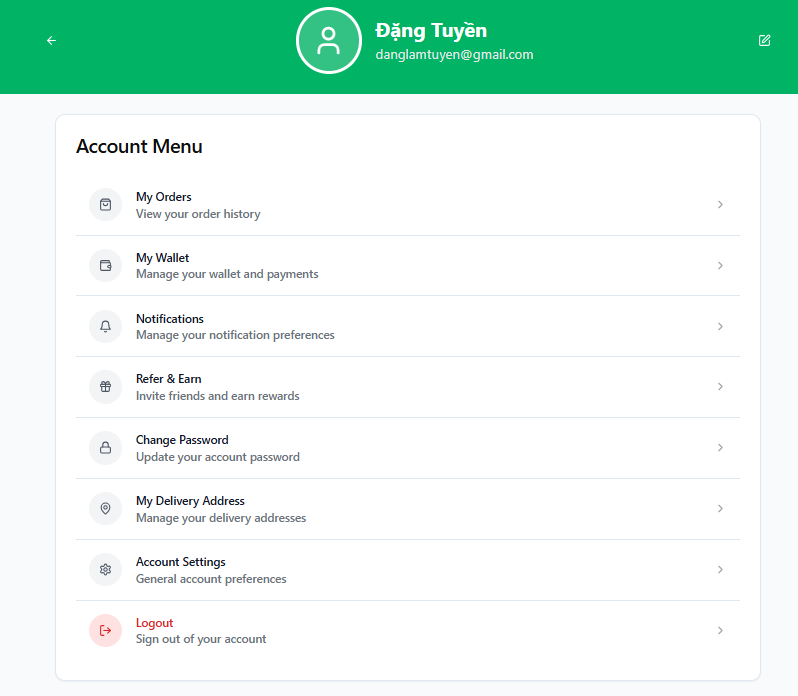 Đặng Tuyền
danglamtuyen@gmail.com
Account Menu
My Orders
View your order history
My Wallet
Manage your wallet and payments
Notifications
Manage your notification preferences
Refer & Earn
Invite friends and earn rewards
Change Password
Update your account password
My Delivery Address
Manage your delivery addresses
Account Settings
General account preferences
Logout
Sign out of your account